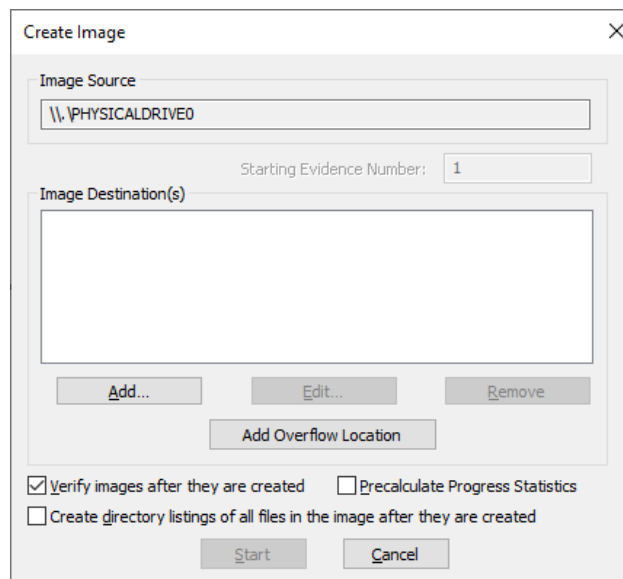 Create Image
Image Source
\\.\PHYSICALDRIVE0
Starting Evidence Number: 1
Image Destination(s)
Add... Edit... Remove
Add Overflow Location
Verify images after they are created Precalculate Progress Statistics
Create directory listings of all files in the image after they are created
Start Cancel